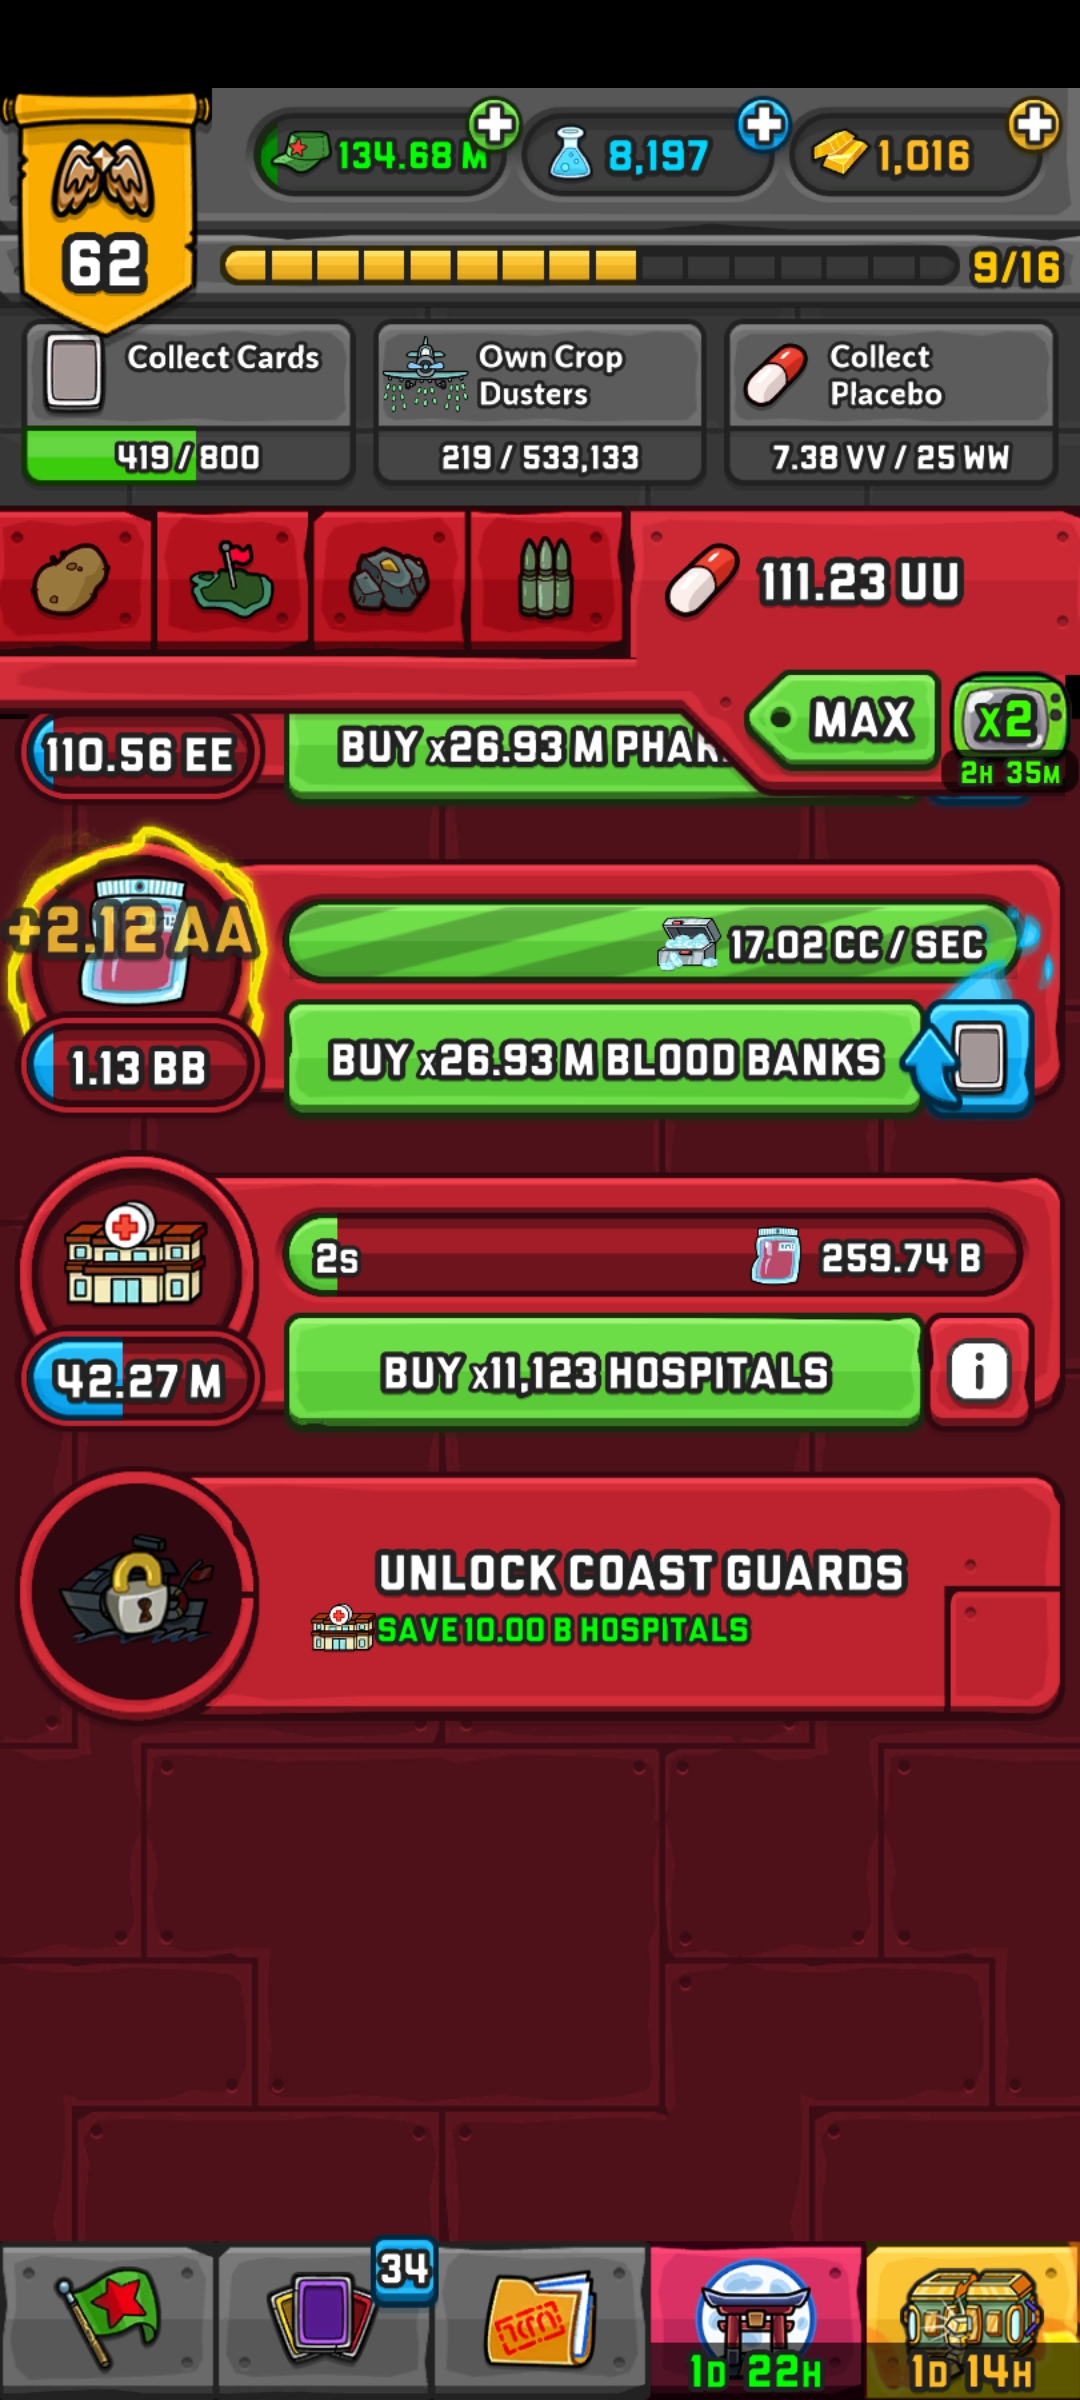 134.68 M
8,197
1,016
62
9/16
Collect Cards
419 / 800
Own Crop
Dusters
219 / 533,133
Collect
Placebo
7.38 VV / 25 WW
111.23 UU
MAX
x2
2H 35M
110.56 EE
BUY x26.93 M
+2.12 AA
17.02 CC / SEC
1.13 BB
BUY x26.93 M BLOOD BANKS
2s
259.74 B
42.27 M
BUY x11,123 HOSPITALS
i
UNLOCK COAST GUARDS
SAVE 10.00 B HOSPITALS
34
1D 22H
1D 14H